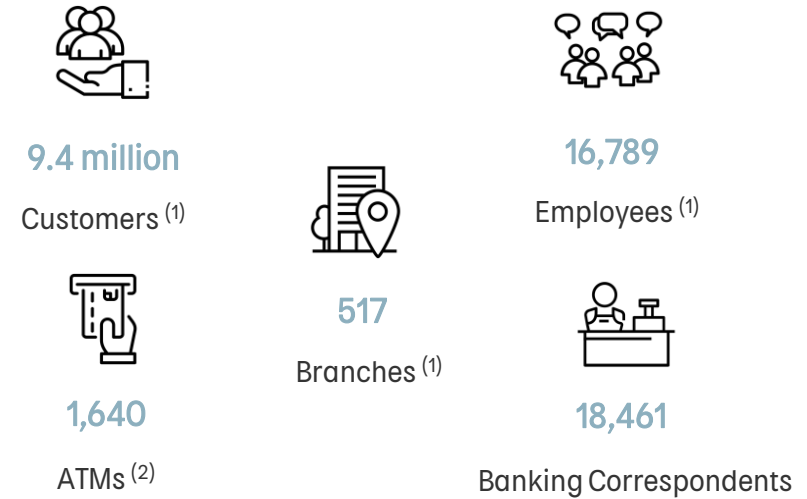 9.4 million
Customers (1)
16,789
Employees (1)
517
Branches (1)
1,640
ATMs (2)
18,461
Banking Correspondents